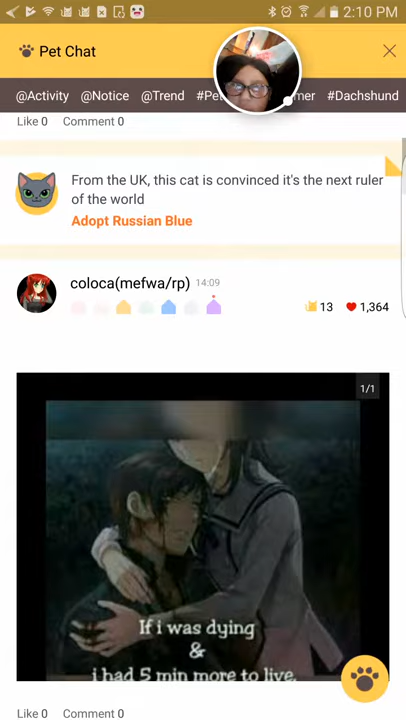 2:10 PM
Pet Chat
@Activity @Notice @Trend #Pet mer #Dachshund
Like 0 Comment 0
From the UK, this cat is convinced it's the next ruler
of the world
Adopt Russian Blue
coloca(mefwa/rp) 14:09
13 1,364
1/1
If i was dying
&
i had 5 min more to live,
Like 0 Comment 0